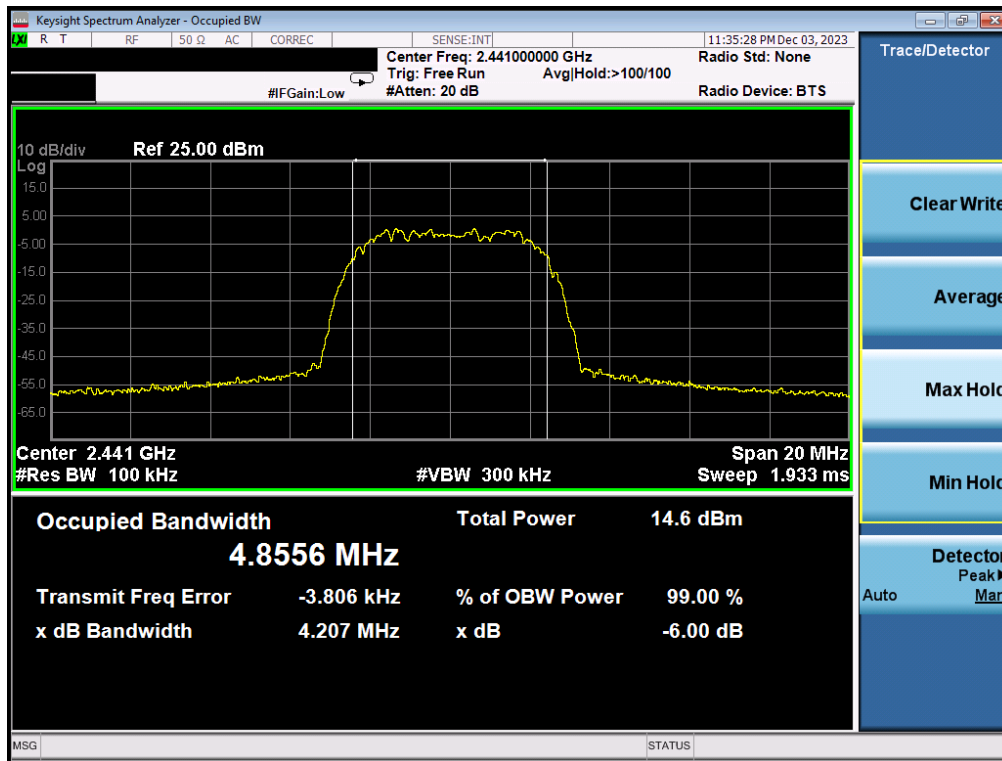 Keysight Spectrum Analyzer - Occupied BW
LXI R T RF 50 Ω AC CORREC SENSE:INT 11:35:28 PM Dec 03, 2023
Center Freq: 2.441000000 GHz Radio Std: None
Trig: Free Run Avg|Hold:>100/100
#IFGain:Low #Atten: 20 dB Radio Device: BTS
10 dB/div Ref 25.00 dBm
Log
15.0
5.00
-5.00
-15.0
-25.0
-35.0
-45.0
-55.0
-65.0
Center 2.441 GHz Span 20 MHz
#Res BW 100 kHz #VBW 300 kHz Sweep 1.933 ms
Occupied Bandwidth Total Power 14.6 dBm
4.8556 MHz
Transmit Freq Error -3.806 kHz % of OBW Power 99.00 %
x dB Bandwidth 4.207 MHz x dB -6.00 dB
MSG STATUS
Trace/Detector
Clear Write
Average
Max Hold
Min Hold
Detector
Peak▶
Auto Man